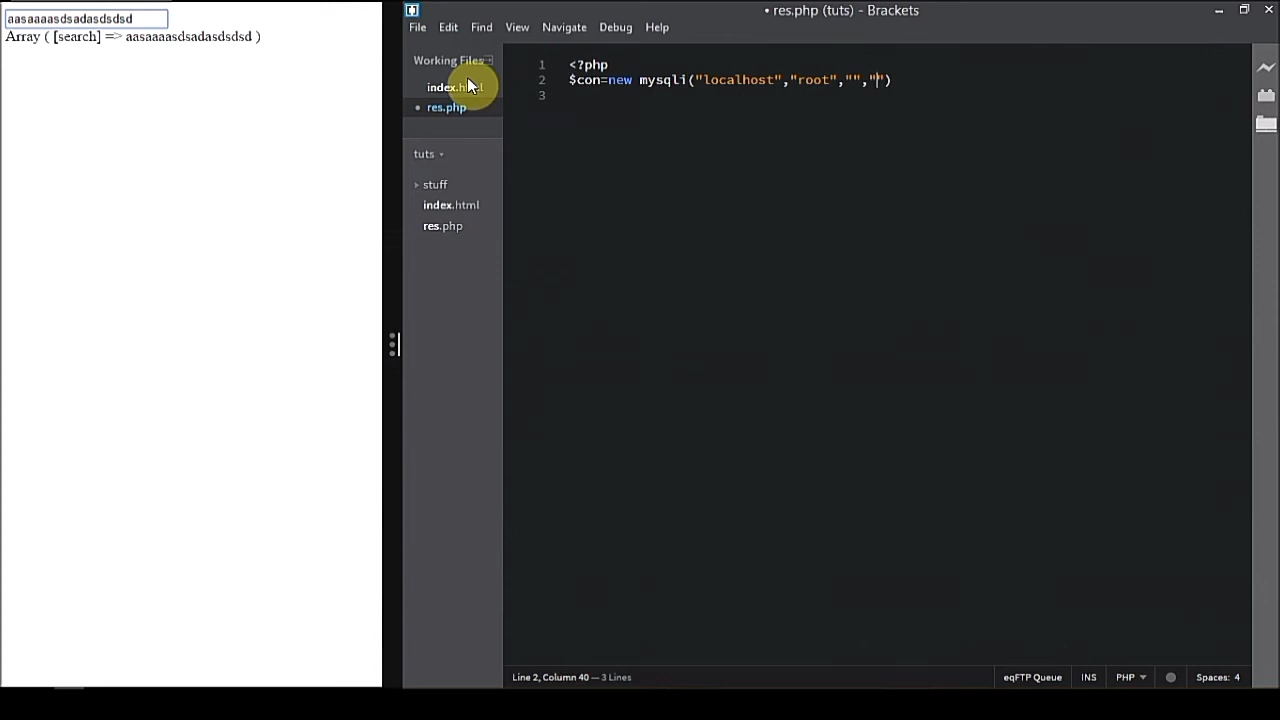 aasaaaasdsadasdsdsd
Array ( [search] => aasaaaasdsadasdsdsd )
• res.php (tuts) - Brackets
File Edit Find View Navigate Debug Help
Working Files
index.html
• res.php
tuts
stuff
index.html
res.php
1 <?php
2 $con=new mysqli("localhost","root","","")
3
Line 2, Column 40 — 3 Lines
eqFTP Queue INS PHP Spaces: 4